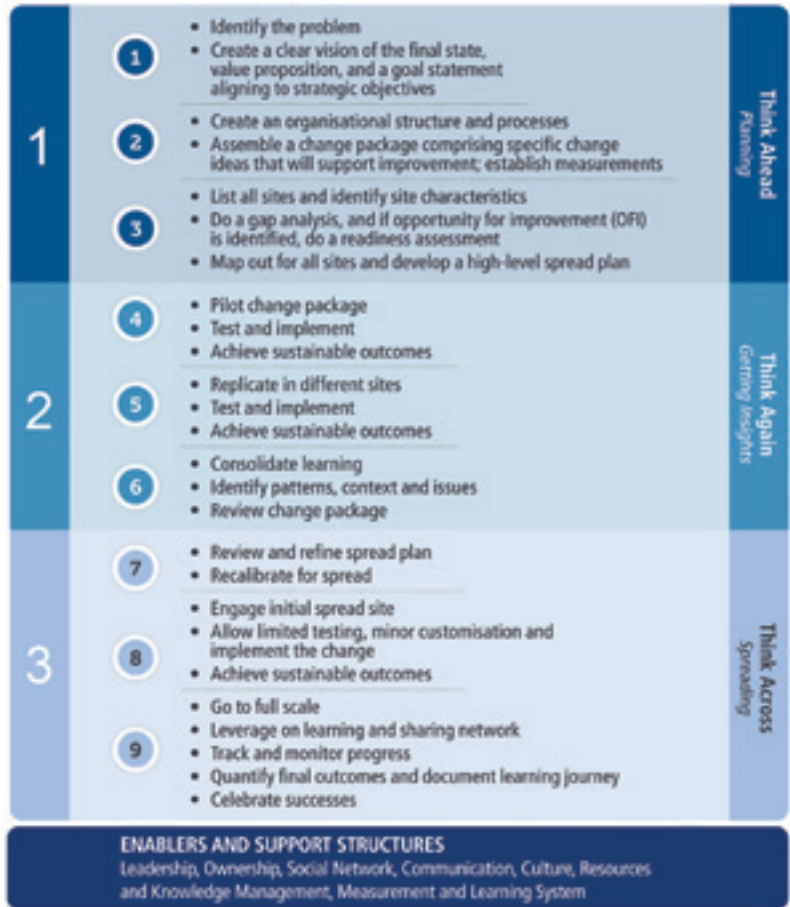 1
1
• Identify the problem
• Create a clear vision of the final state,
value proposition, and a goal statement
aligning to strategic objectives
2
• Create an organisational structure and processes
• Assemble a change package comprising specific change
ideas that will support improvement; establish measurements
3
• List all sites and identify site characteristics
• Do a gap analysis, and if opportunity for improvement (OFI)
is identified, do a readiness assessment
• Map out for all sites and develop a high-level spread plan
Think Ahead
Planning
2
4
• Pilot change package
• Test and implement
• Achieve sustainable outcomes
5
• Replicate in different sites
• Test and implement
• Achieve sustainable outcomes
6
• Consolidate learning
• Identify patterns, context and issues
• Review change package
Think Again
Getting Insights
3
7
• Review and refine spread plan
• Recalibrate for spread
8
• Engage initial spread site
• Allow limited testing, minor customisation and
implement the change
• Achieve sustainable outcomes
9
• Go to full scale
• Leverage on learning and sharing network
• Track and monitor progress
• Quantify final outcomes and document learning journey
• Celebrate successes
Think Across
Spreading
ENABLERS AND SUPPORT STRUCTURES
Leadership, Ownership, Social Network, Communication, Culture, Resources
and Knowledge Management, Measurement and Learning System